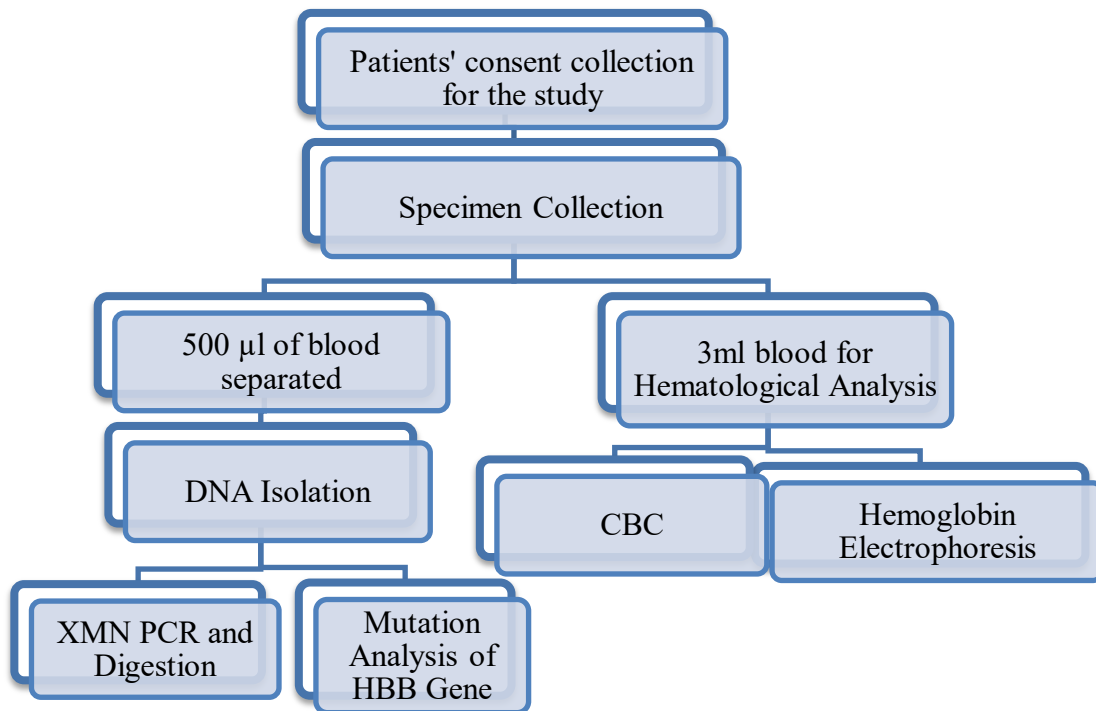 Patients' consent collection
for the study
Specimen Collection
500 µl of blood
separated
3ml blood for
Hematological Analysis
DNA Isolation
CBC
Hemoglobin
Electrophoresis
XMN PCR and
Digestion
Mutation
Analysis of
HBB Gene